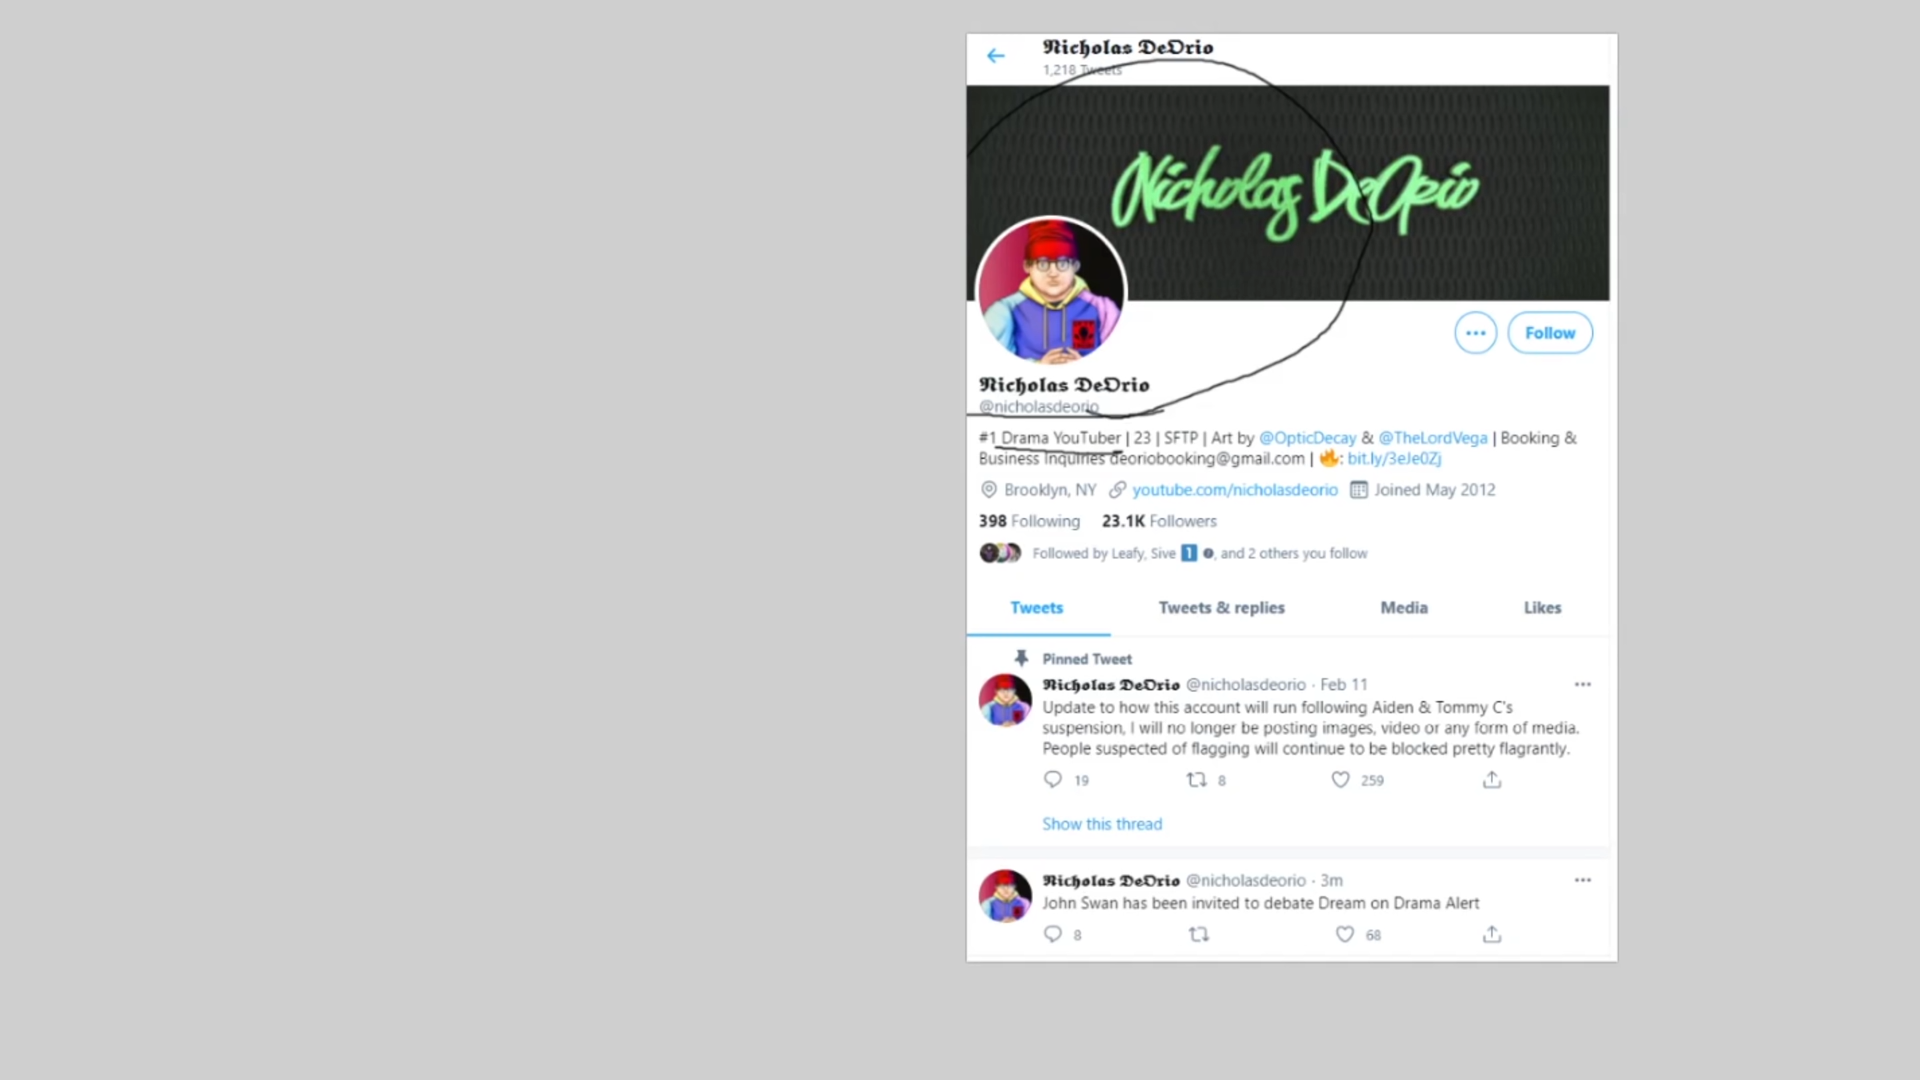 Nicholas DeOrio
1,218 Tweets
Nicholas DeOrio
Follow
Nicholas DeOrio
@nicholasdeorio
#1 Drama YouTuber | 23 | SFTP | Art by @OpticDecay & @TheLordVega | Booking &
Business Inquiries deoriobooking@gmail.com | 🔥: bit.ly/3eJe0Zj
Brooklyn, NY youtube.com/nicholasdeorio Joined May 2012
398 Following 23.1K Followers
Followed by Leafy, Sive 1, and 2 others you follow
Tweets Tweets & replies Media Likes
Pinned Tweet
Nicholas DeOrio @nicholasdeorio · Feb 11
Update to how this account will run following Aiden & Tommy C's
suspension, I will no longer be posting images, video or any form of media.
People suspected of flagging will continue to be blocked pretty flagrantly.
19 8 259
Show this thread
Nicholas DeOrio @nicholasdeorio · 3m
John Swan has been invited to debate Dream on Drama Alert
8 68